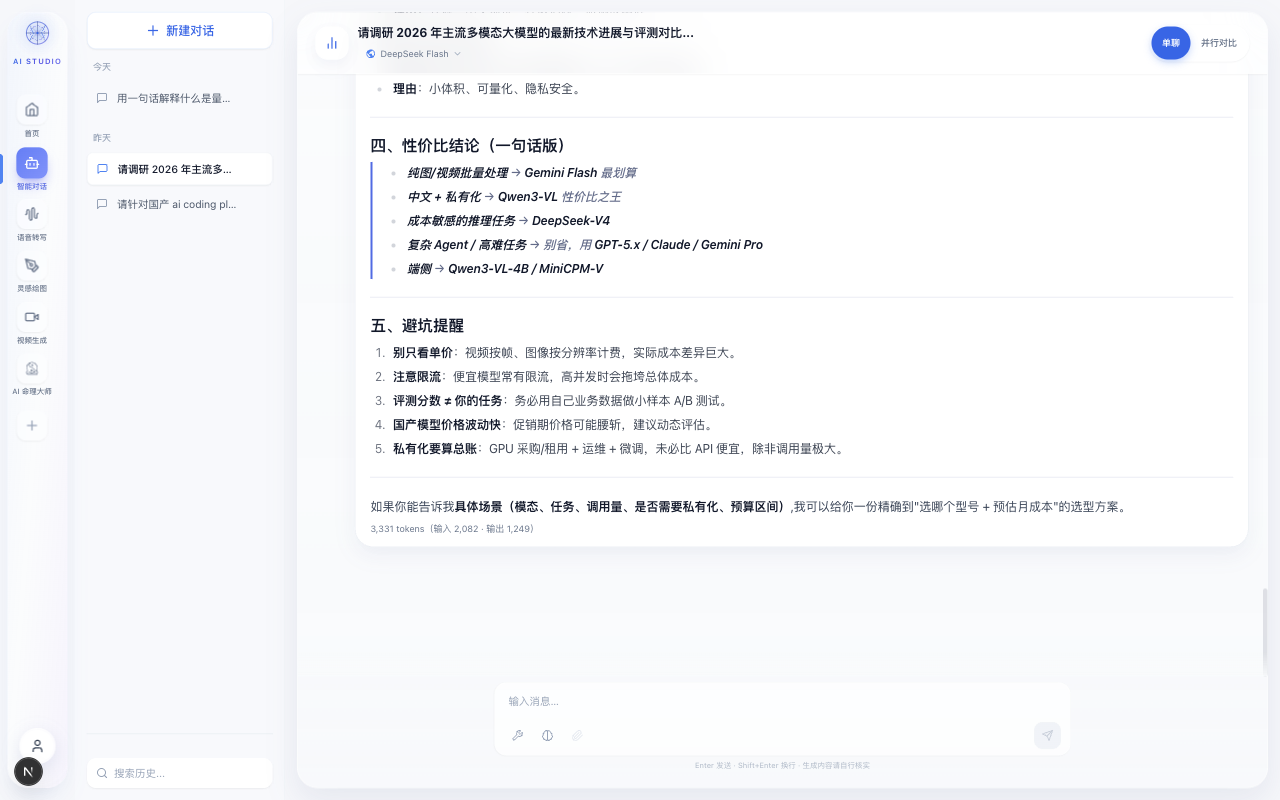 AI STUDIO
首页
智能对话
语音转写
灵感绘图
视频生成
AI 命理大师
N
新建对话
今天
用一句话解释什么是量...
昨天
请调研 2026 年主流多...
请针对国产 ai coding pl...
搜索历史...
请调研 2026 年主流多模态大模型的最新技术进展与评测对比...
DeepSeek Flash
单聊
并行对比
理由：小体积、可量化、隐私安全。
四、性价比结论（一句话版）
纯图/视频批量处理 → Gemini Flash 最划算
中文 + 私有化 → Qwen3-VL 性价比之王
成本敏感的推理任务 → DeepSeek-V4
复杂 Agent / 高难任务 → 别省，用 GPT-5.x / Claude / Gemini Pro
端侧 → Qwen3-VL-4B / MiniCPM-V
五、避坑提醒
1. 别只看单价：视频按帧、图像按分辨率计费，实际成本差异巨大。
2. 注意限流：便宜模型常有限流，高并发时会拖垮总体成本。
3. 评测分数 ≠ 你的任务：务必用自己业务数据做小样本 A/B 测试。
4. 国产模型价格波动快：促销期价格可能腰斩，建议动态评估。
5. 私有化要算总账：GPU 采购/租用 + 运维 + 微调，未必比 API 便宜，除非调用量极大。
如果你能告诉我具体场景（模态、任务、调用量、是否需要私有化、预算区间）,我可以给你一份精确到"选哪个型号 + 预估月成本"的选型方案。
3,331 tokens（输入 2,082 · 输出 1,249）
输入消息...
Enter 发送 · Shift+Enter 换行 · 生成内容请自行核实